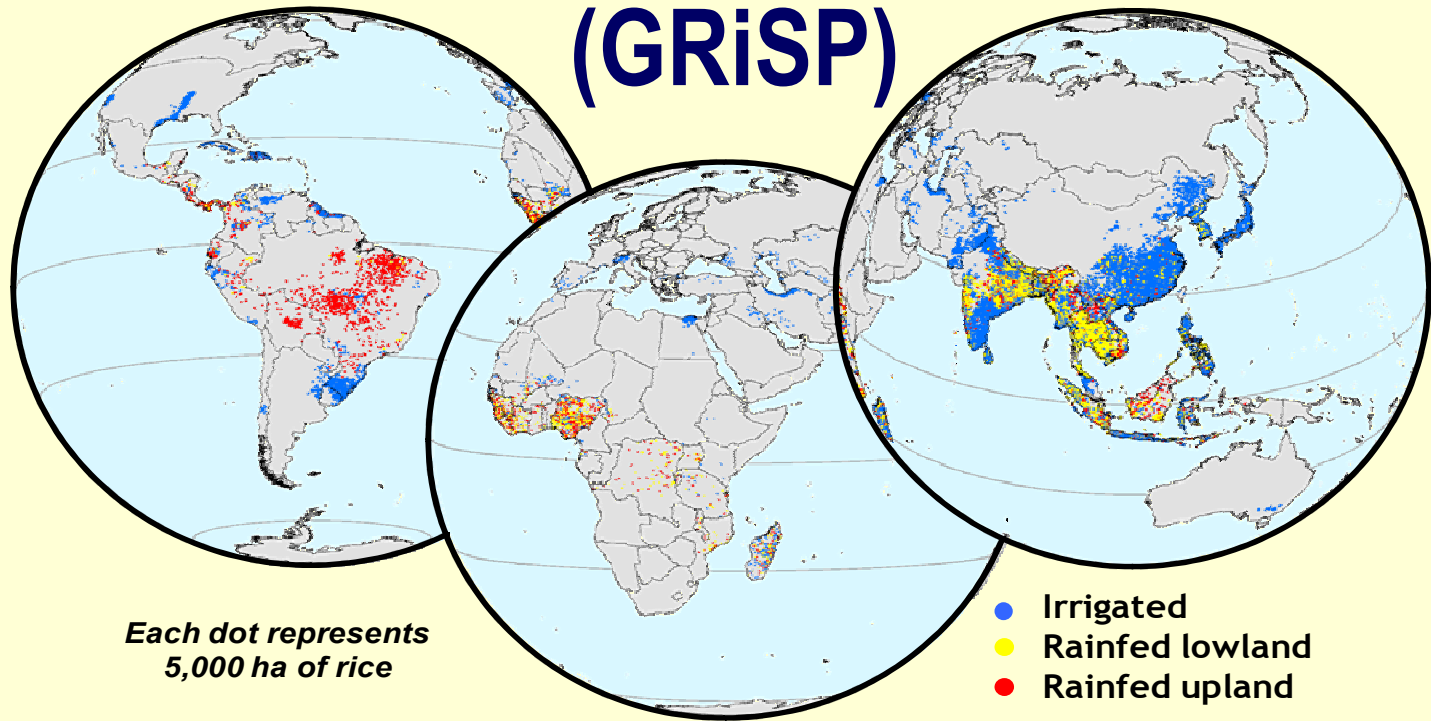 (GRiSP)
Each dot represents
5,000 ha of rice
Irrigated
Rainfed lowland
Rainfed upland